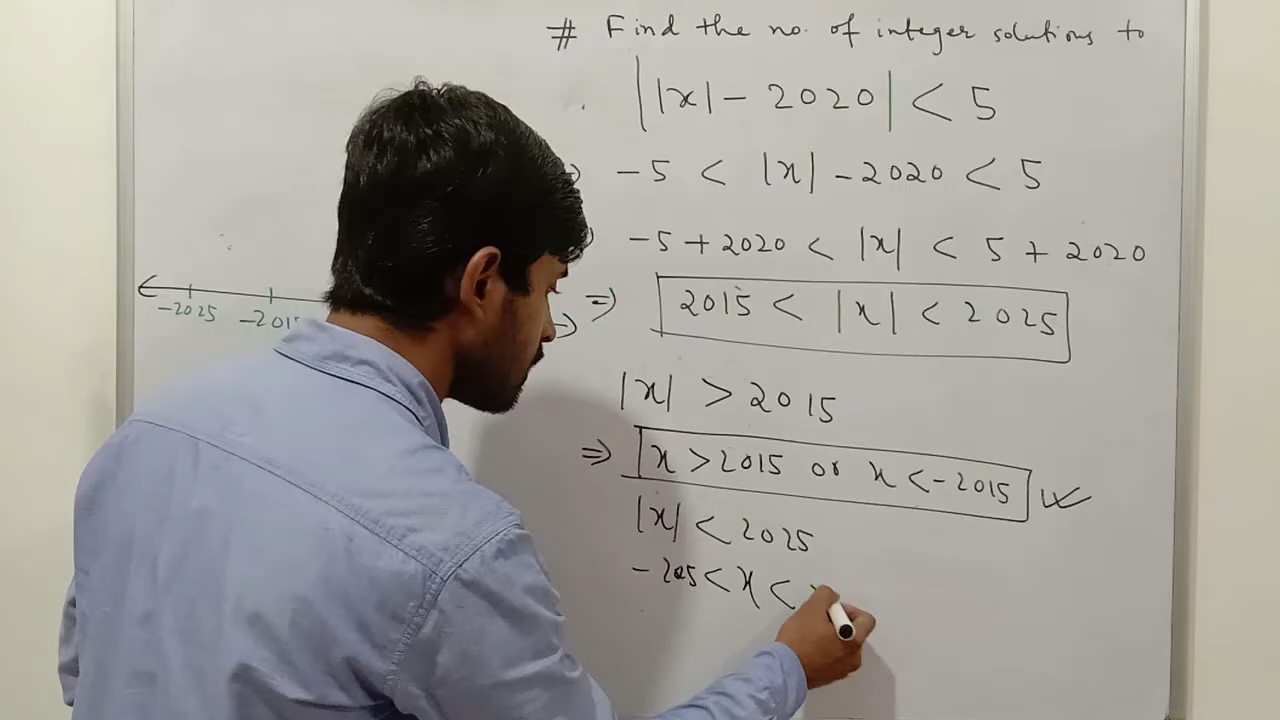 # Find the no. of integer solutions to
||x| - 2020| < 5
-5 < |x| - 2020 < 5
-5 + 2020 < |x| < 5 + 2020
=> 2015 < |x| < 2025
-2025 -2015
|x| > 2015
=> x > 2015 or x < -2015
|x| < 2025
< x <